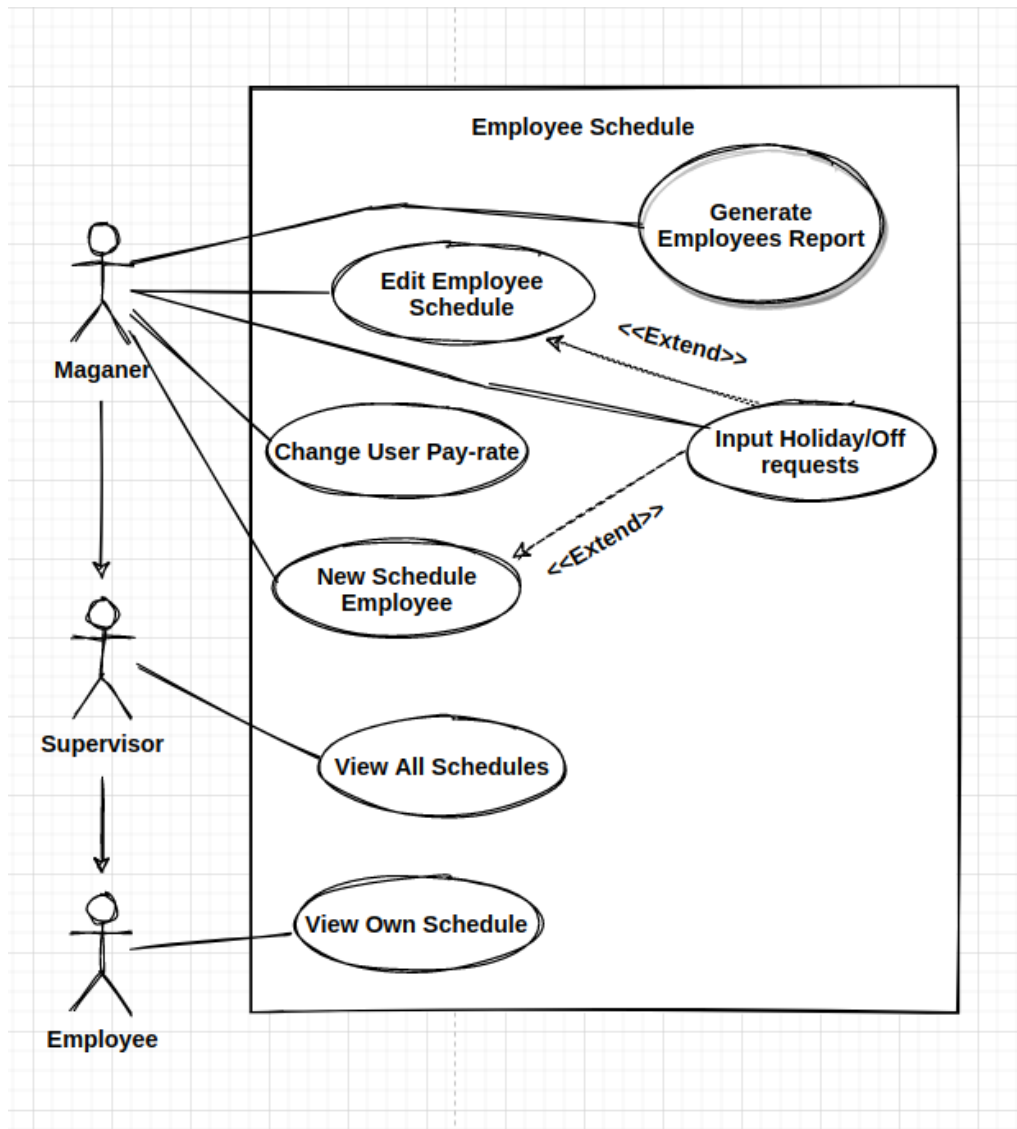 Employee Schedule
Generate
Employees Report
Edit Employee
Schedule
<<Extend>>
Maganer
Change User Pay-rate
Input Holiday/Off
requests
<<Extend>>
New Schedule
Employee
Supervisor
View All Schedules
View Own Schedule
Employee